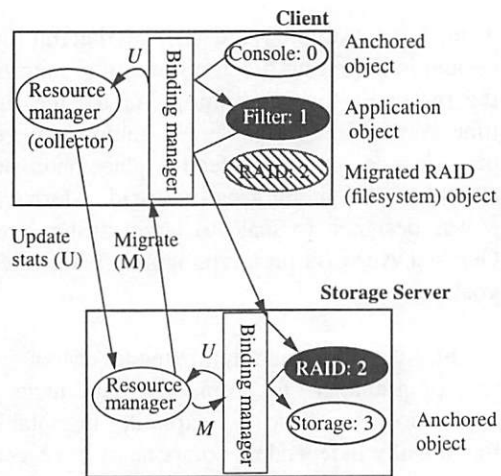 Client
U
Console: 0
Anchored
object
Resource
manager
(collector)
Binding manager
Filter: 1
Application
object
RAID: 2
Migrated RAID
(filesystem) object
Update
stats (U)
Migrate
(M)
Storage Server
Binding manager
U
RAID: 2
Resource
manager
M
Storage: 3
Anchored
object